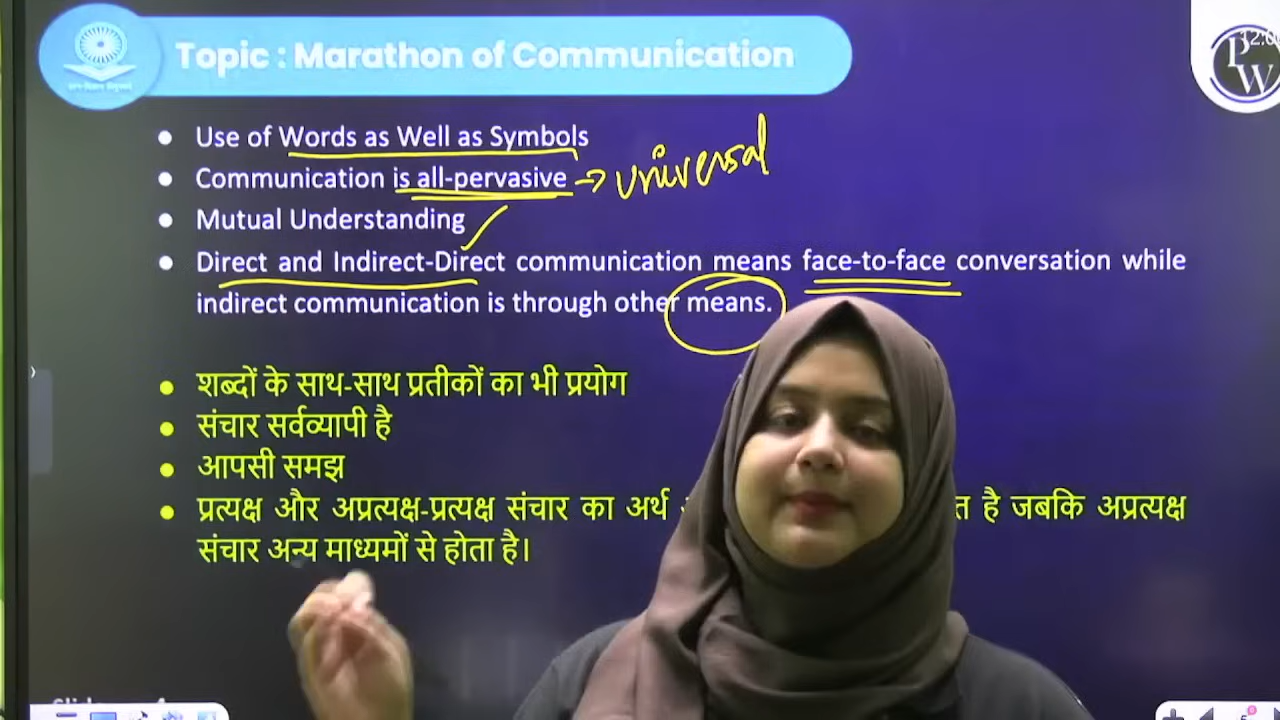 Topic : Marathon of Communication
P
W
12:0
Use of Words as Well as Symbols
Communication is all-pervasive → universal
Mutual Understanding
Direct and Indirect-Direct communication means face-to-face conversation while
indirect communication is through other means.
शब्दों के साथ-साथ प्रतीकों का भी प्रयोग
संचार सर्वव्यापी है
आपसी समझ
प्रत्यक्ष और अप्रत्यक्ष-प्रत्यक्ष संचार का अर्थ है जबकि अप्रत्यक्ष
संचार अन्य माध्यमों से होता है।